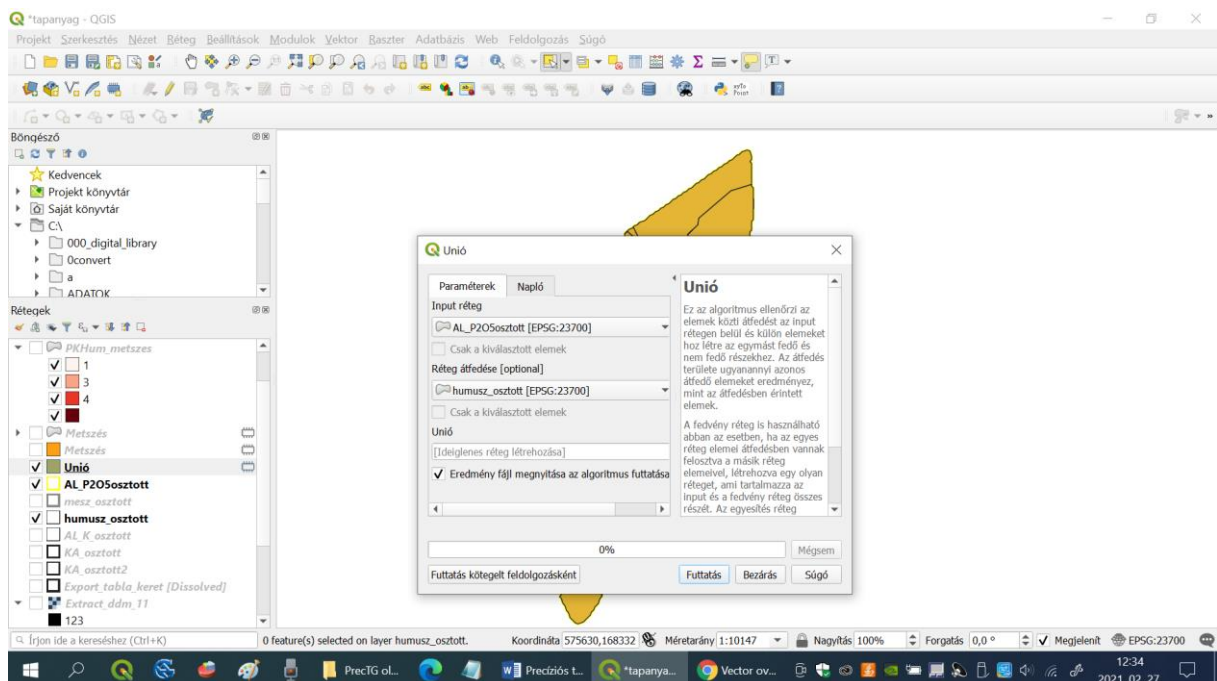 *tapanyag - QGIS
Projekt Szerkesztés Nézet Réteg Beállítások Modulok Vektor Raszter Adatbázis Web Feldolgozás Súgó
Böngésző
Kedvencek
Projekt könyvtár
Saját könyvtár
C:\
000_digital_library
0convert
a
ADATOK
Rétegek
PKHum_metszes
1
3
4
Metszés
Metszés
Unió
AL_P2O5osztott
mesz_osztott
humusz_osztott
AL_K_osztott
KA_osztott
KA_osztott2
Export_tabla_keret [Dissolved]
Extract_ddm_11
123
Unió
Paraméterek Napló
Input réteg
AL_P2O5osztott [EPSG:23700]
Csak a kiválasztott elemek
Réteg átfedése [optional]
humusz_osztott [EPSG:23700]
Csak a kiválasztott elemek
Unió
[Ideiglenes réteg létrehozása]
Eredmény fájl megnyitása az algoritmus futtatása
Unió
Ez az algoritmus ellenőrzi az
elemek közti átfedést az input
rétegen belül és külön elemeket
hoz létre az egymást fedő és
nem fedő részekhez. Az átfedés
területe ugyanannyi azonos
átfedő elemeket eredményez,
mint az átfedésben érintett
elemek.
A fedvény réteg is használható
abban az esetben, ha az egyes
réteg elemei átfedésben vannak
felosztva a másik réteg
elemeivel, létrehozva egy olyan
réteget, ami tartalmazza az
input és a fedvény réteg összes
részét. Az egyesítés réteg
0% Mégsem
Futtatás kötegelt feldolgozásként Futtatás Bezárás Súgó
Írjon ide a kereséshez (Ctrl+K) 0 feature(s) selected on layer humusz_osztott. Koordináta 575630,168332 Méretarány 1:10147 Nagyítás 100% Forgatás 0,0 ° Megjelenít EPSG:23700
PrecTG ol... Precíziós t... *tapanya... Vector ov... 12:34
2021. 02. 27.